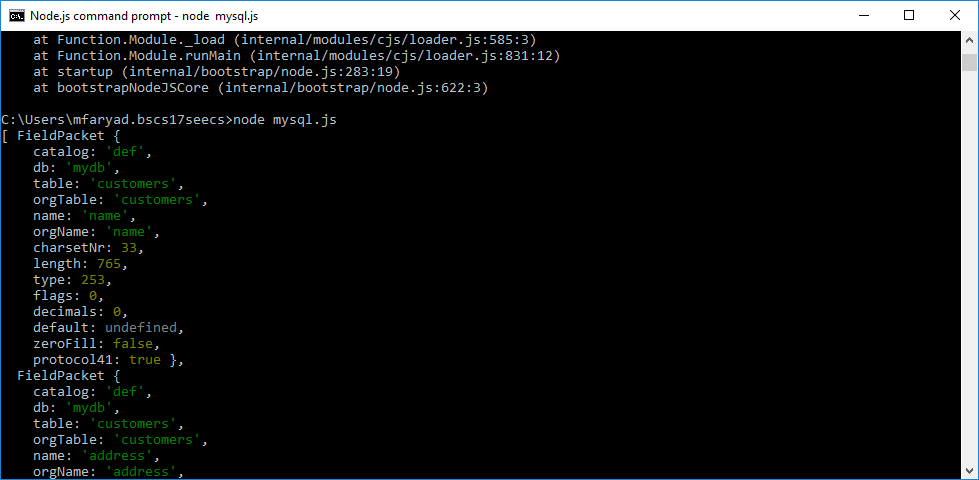 Node.js command prompt - node  mysql.js
    at Function.Module._load (internal/modules/cjs/loader.js:585:3)
    at Function.Module.runMain (internal/modules/cjs/loader.js:831:12)
    at startup (internal/bootstrap/node.js:283:19)
    at bootstrapNodeJSCore (internal/bootstrap/node.js:622:3)
C:\Users\mfaryad.bscs17seecs>node mysql.js
[ FieldPacket {
    catalog: 'def',
    db: 'mydb',
    table: 'customers',
    orgTable: 'customers',
    name: 'name',
    orgName: 'name',
    charsetNr: 33,
    length: 765,
    type: 253,
    flags: 0,
    decimals: 0,
    default: undefined,
    zeroFill: false,
    protocol41: true },
  FieldPacket {
    catalog: 'def',
    db: 'mydb',
    table: 'customers',
    orgTable: 'customers',
    name: 'address',
    orgName: 'address',